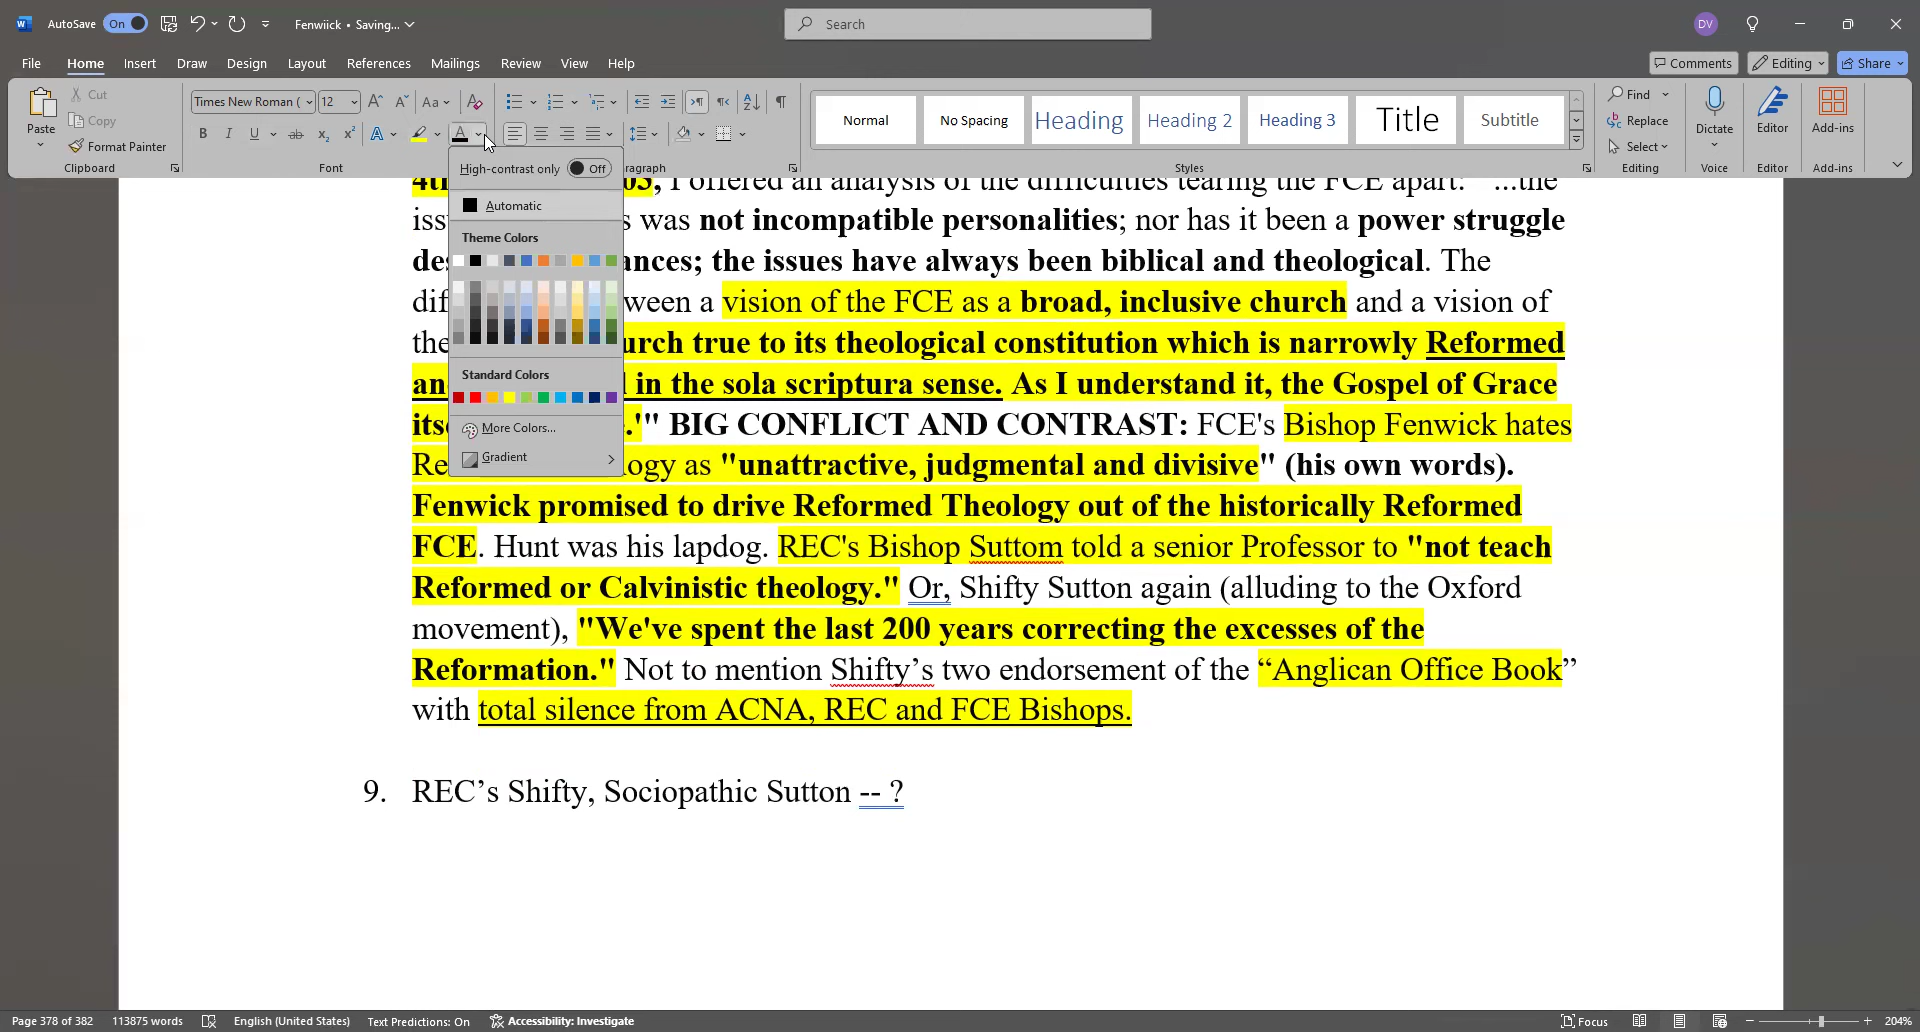 AutoSave On Fenwiick • Saving... Search DV
File Home Insert Draw Design Layout References Mailings Review View Help Comments Editing Share
Paste Cut Copy Format Painter Clipboard
Times New Roman ( 12 Aa Font
Paragraph
Normal No Spacing Heading Heading 2 Heading 3 Title Subtitle Styles
Find Replace Select Editing Dictate Voice Editor Editor Add-ins Add-ins
High-contrast only Off
Automatic
Theme Colors
Standard Colors
More Colors...
Gradient
I offered an analysis of the difficulties tearing the FCE apart: "...the
was not incompatible personalities; nor has it been a power struggle
the issues have always been biblical and theological. The
a vision of the FCE as a broad, inclusive church and a vision of
the true to its theological constitution which is narrowly Reformed
in the sola scriptura sense. As I understand it, the Gospel of Grace
" BIG CONFLICT AND CONTRAST: FCE's Bishop Fenwick hates
as "unattractive, judgmental and divisive" (his own words).
Fenwick promised to drive Reformed Theology out of the historically Reformed
FCE. Hunt was his lapdog. REC's Bishop Suttom told a senior Professor to "not teach
Reformed or Calvinistic theology." Or, Shifty Sutton again (alluding to the Oxford
movement), "We've spent the last 200 years correcting the excesses of the
Reformation." Not to mention Shifty’s two endorsement of the “Anglican Office Book”
with total silence from ACNA, REC and FCE Bishops.
9. REC’s Shifty, Sociopathic Sutton -- ?
Page 378 of 382 113875 words English (United States) Text Predictions: On Accessibility: Investigate Focus 204%